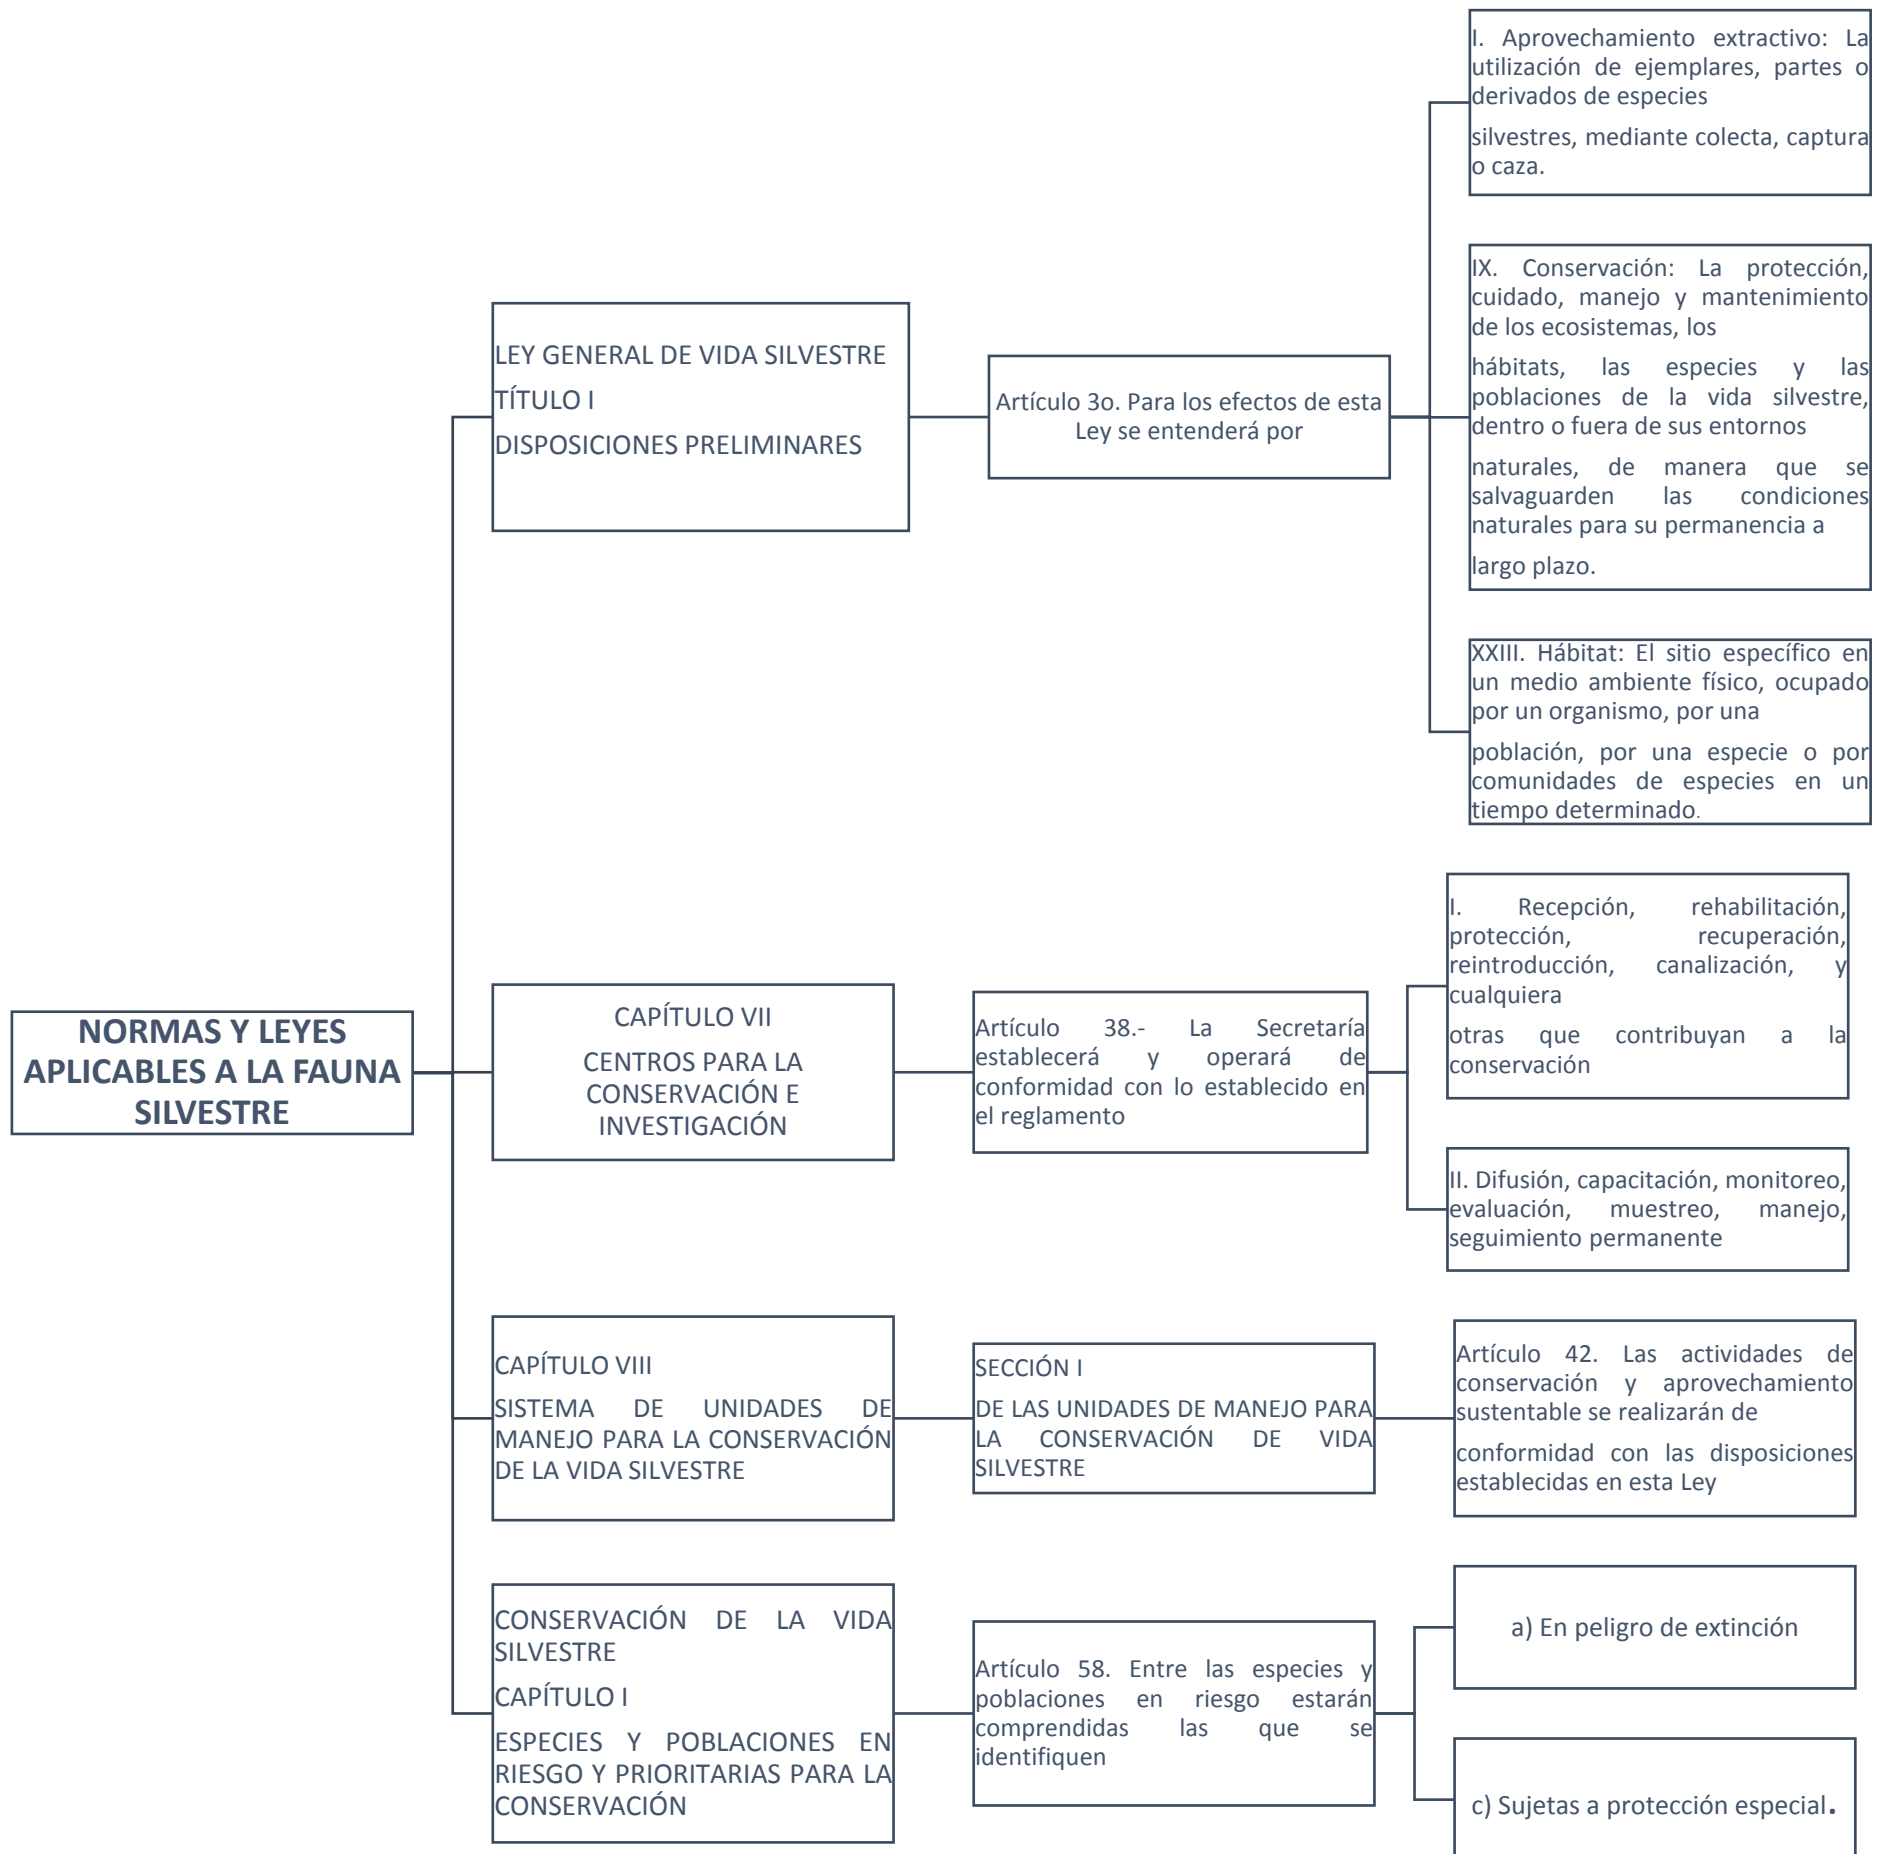 NORMAS Y LEYES
APLICABLES A LA FAUNA
SILVESTRE
LEY GENERAL DE VIDA SILVESTRE
TÍTULO I
DISPOSICIONES PRELIMINARES
Artículo 3o. Para los efectos de esta
Ley se entenderá por
I. Aprovechamiento extractivo: La
utilización de ejemplares, partes o
derivados de especies
silvestres, mediante colecta, captura
o caza.
IX. Conservación: La protección,
cuidado, manejo y mantenimiento
de los ecosistemas, los
hábitats, las especies y las
poblaciones de la vida silvestre,
dentro o fuera de sus entornos
naturales, de manera que se
salvaguarden las condiciones
naturales para su permanencia a
largo plazo.
XXIII. Hábitat: El sitio específico en
un medio ambiente físico, ocupado
por un organismo, por una
población, por una especie o por
comunidades de especies en un
tiempo determinado.
CAPÍTULO VII
CENTROS PARA LA
CONSERVACIÓN E
INVESTIGACIÓN
Artículo 38.- La Secretaría
establecerá y operará de
conformidad con lo establecido en
el reglamento
I. Recepción, rehabilitación,
protección, recuperación,
reintroducción, canalización, y
cualquiera
otras que contribuyan a la
conservación
II. Difusión, capacitación, monitoreo,
evaluación, muestreo, manejo,
seguimiento permanente
CAPÍTULO VIII
SISTEMA DE UNIDADES DE
MANEJO PARA LA CONSERVACIÓN
DE LA VIDA SILVESTRE
SECCIÓN I
DE LAS UNIDADES DE MANEJO PARA
LA CONSERVACIÓN DE VIDA
SILVESTRE
Artículo 42. Las actividades de
conservación y aprovechamiento
sustentable se realizarán de
conformidad con las disposiciones
establecidas en esta Ley
CONSERVACIÓN DE LA VIDA
SILVESTRE
CAPÍTULO I
ESPECIES Y POBLACIONES EN
RIESGO Y PRIORITARIAS PARA LA
CONSERVACIÓN
Artículo 58. Entre las especies y
poblaciones en riesgo estarán
comprendidas las que se
identifiquen
a) En peligro de extinción
c) Sujetas a protección especial.